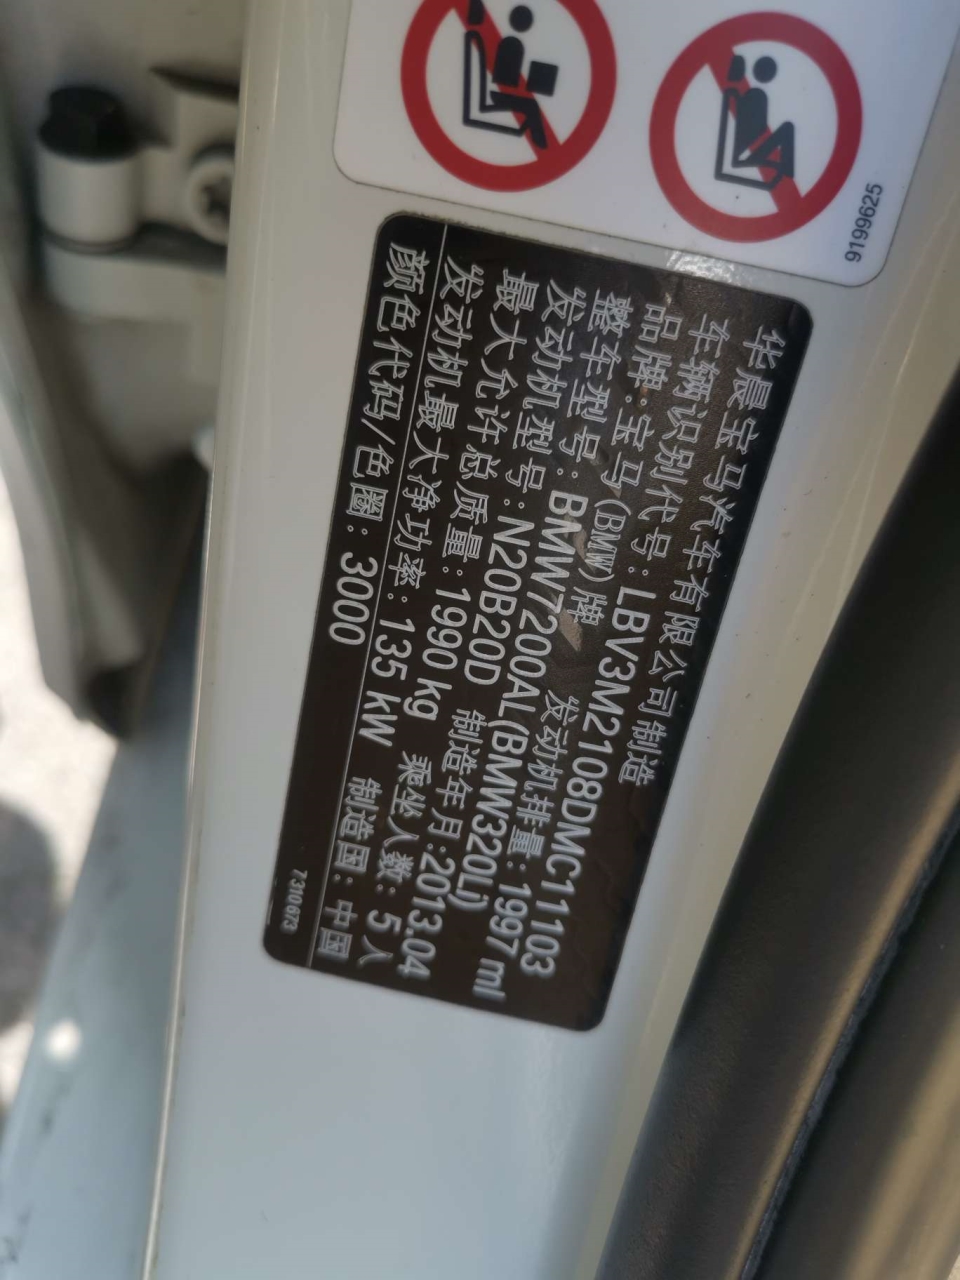 9199625
华晨宝马汽车有限公司制造
车辆识别代号:LBV3M2108DMC11103
品牌:宝马(BMW)牌 发动机排量:1997 ml
整车型号:BMW7200AL(BMW320Li)
发动机型号:N20B20D 制造年月:2013.04
最大允许总质量:1990 kg 乘坐人数:5人
发动机最大净功率:135 kW 制造国:中国
颜色代码/色圈:3000
7310673